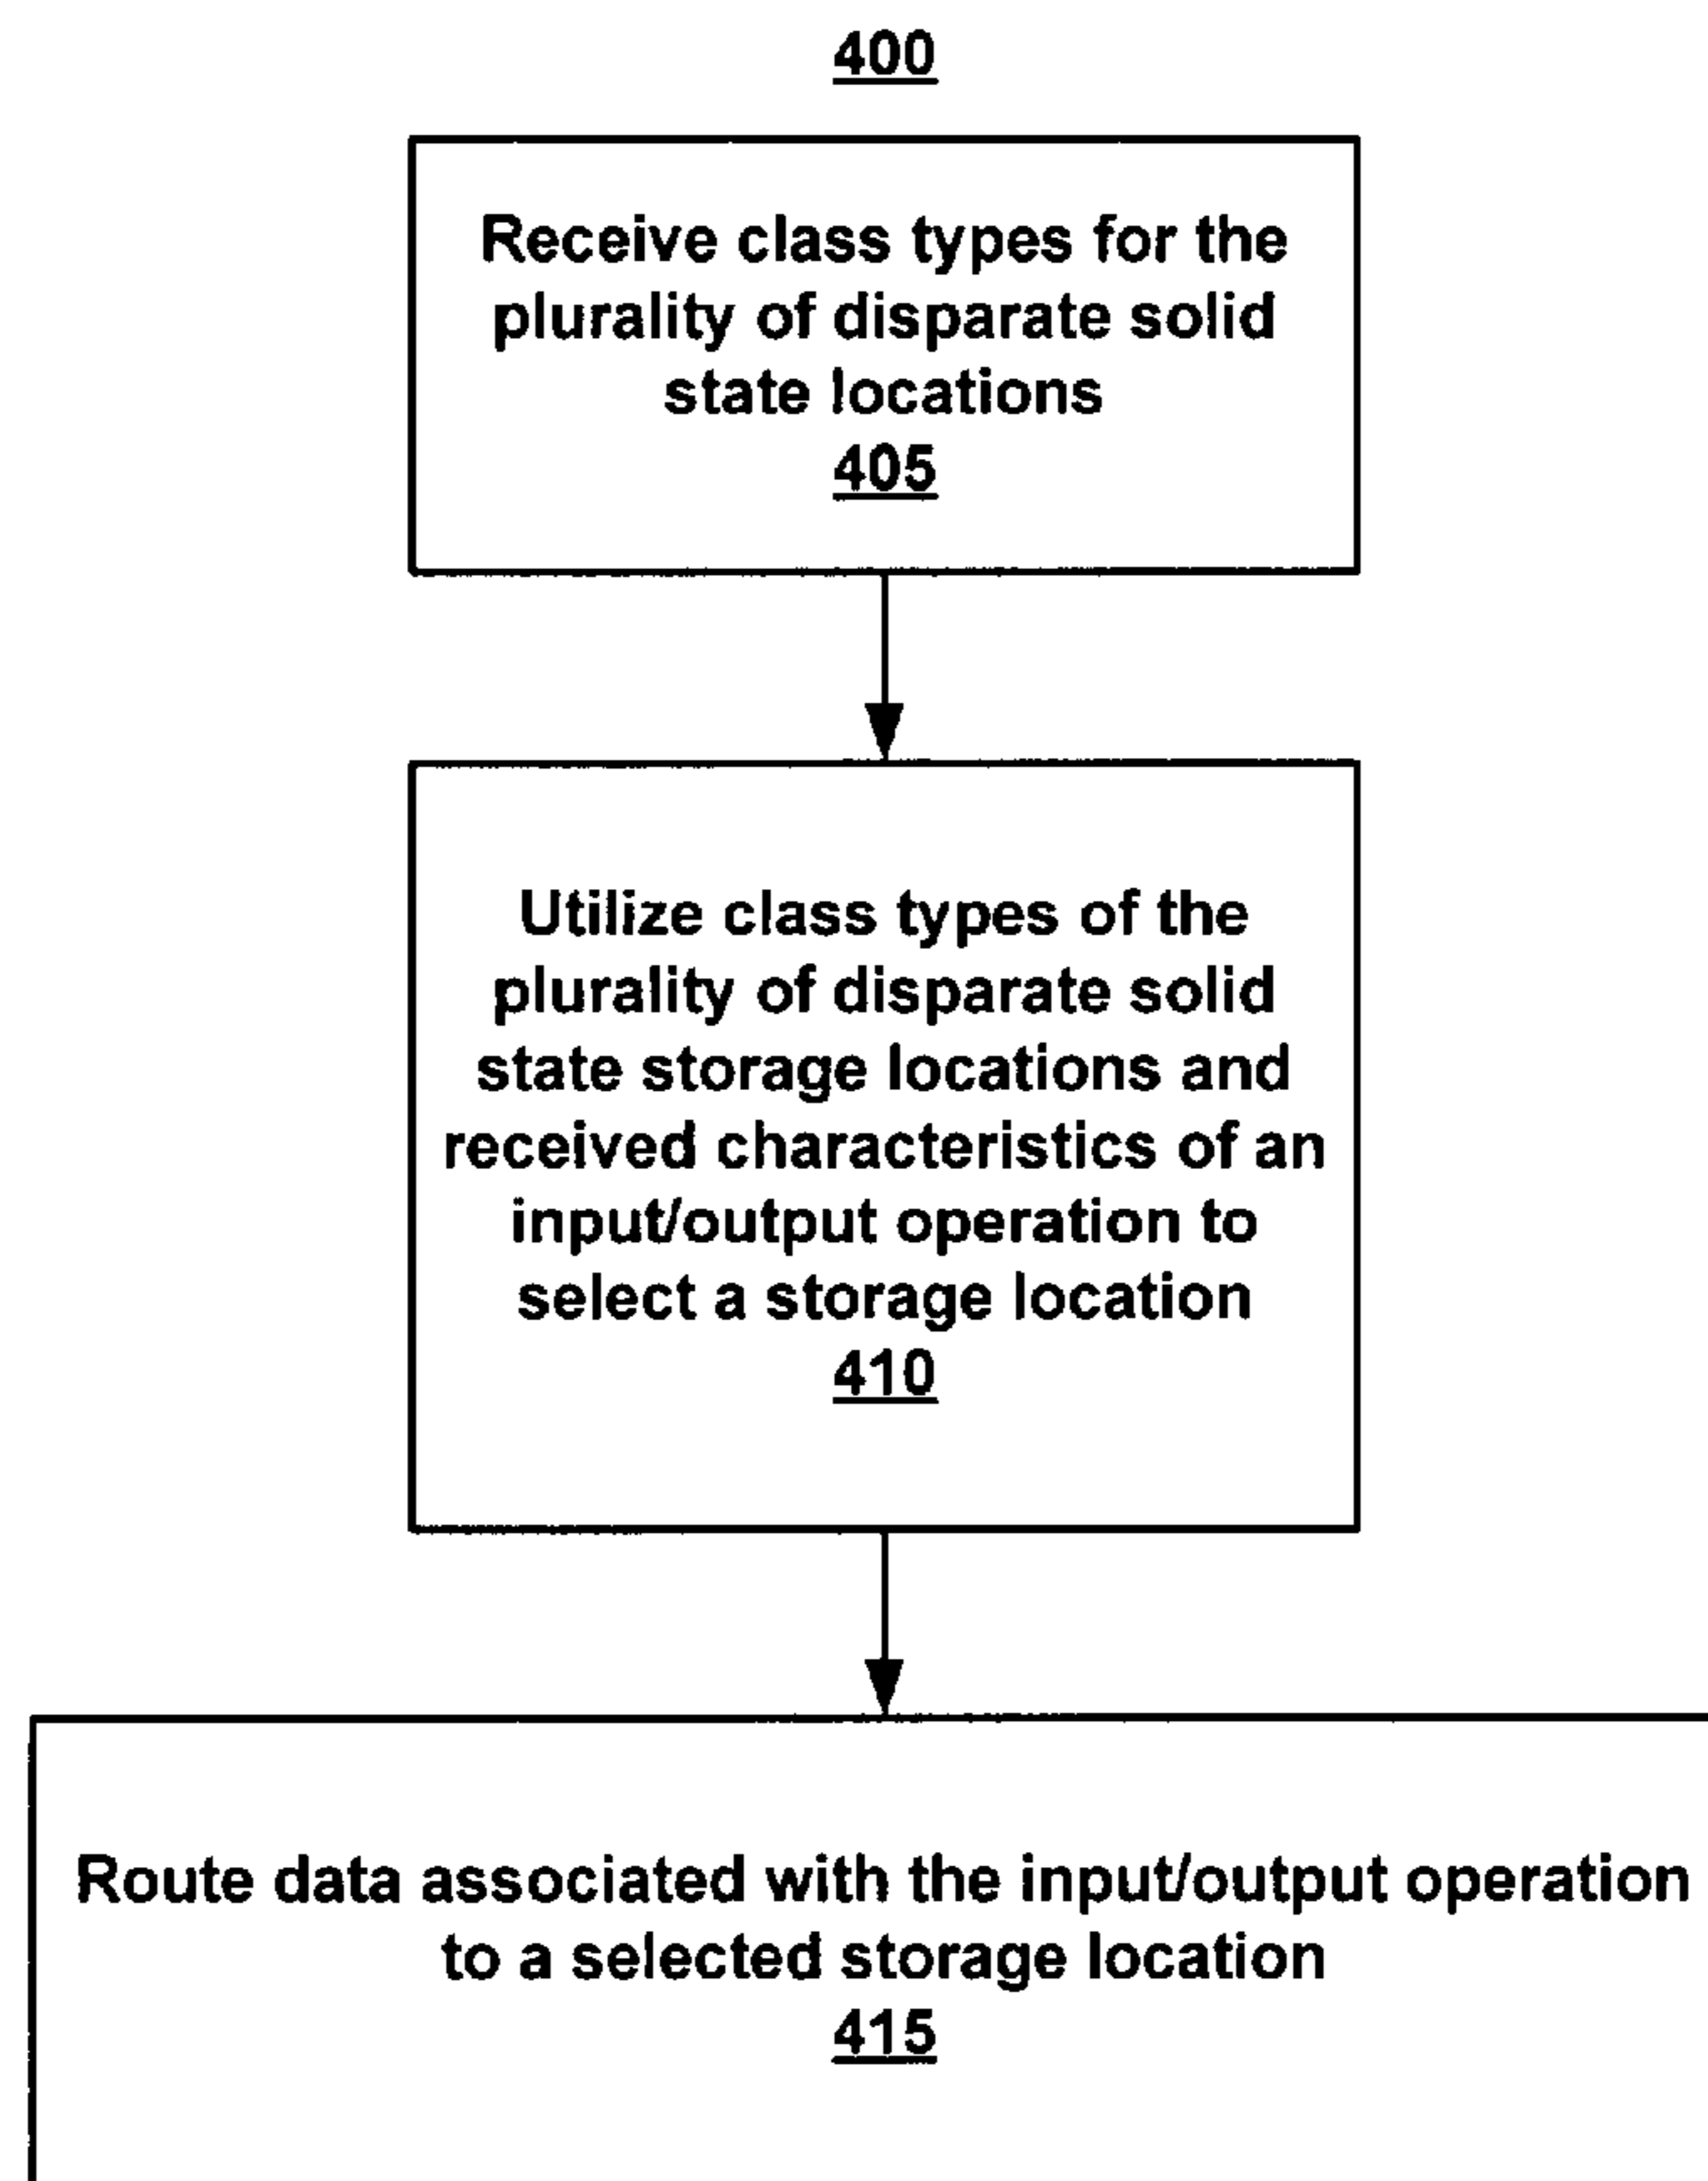 400
Receive class types for the
plurality of disparate solid
state locations
405
Utilize class types of the
plurality of disparate solid
state storage locations and
received characteristics of an
input/output operation to
select a storage location
410
Route data associated with the input/output operation
to a selected storage location
415